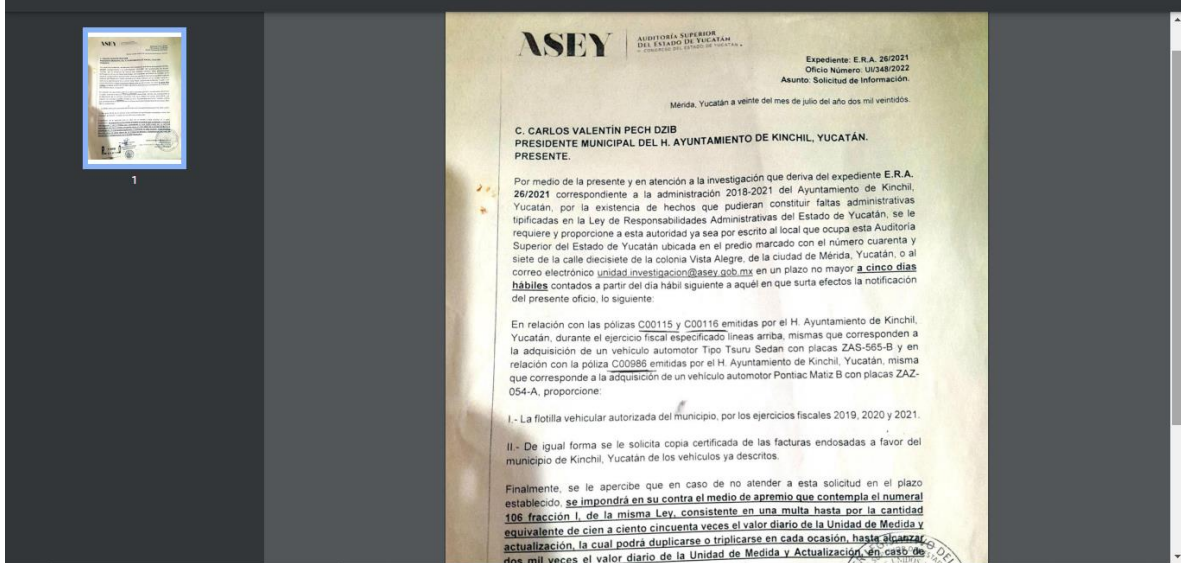 ASEY
AUDITORÍA SUPERIOR
DEL ESTADO DE YUCATÁN
CONGRESO DEL ESTADO DE YUCATÁN
Expediente: E.R.A. 26/2021
Oficio Número: UI/348/2022
Asunto: Solicitud de Información.
Mérida, Yucatán a veinte del mes de julio del año dos mil veintidos.
C. CARLOS VALENTÍN PECH DZIB
PRESIDENTE MUNICIPAL DEL H. AYUNTAMIENTO DE KINCHIL, YUCATÁN.
PRESENTE.
Por medio de la presente y en atención a la investigación que deriva del expediente E.R.A.
26/2021 correspondiente a la administración 2018-2021 del Ayuntamiento de Kinchil,
Yucatán, por la existencia de hechos que pudieran constituir faltas administrativas
tipificadas en la Ley de Responsabilidades Administrativas del Estado de Yucatán, se le
requiere y proporcione a esta autoridad ya sea por escrito al local que ocupa esta Auditoría
Superior del Estado de Yucatán ubicada en el predio marcado con el número cuarenta y
siete de la calle diecisiete de la colonia Vista Alegre, de la ciudad de Mérida, Yucatán, o al
correo electrónico unidad.investigacion@asey.gob.mx en un plazo no mayor a cinco días
hábiles contados a partir del día hábil siguiente a aquél en que surta efectos la notificación
del presente oficio, lo siguiente:
En relación con las pólizas C00115 y C00116 emitidas por el H. Ayuntamiento de Kinchil,
Yucatán, durante el ejercicio fiscal especificado líneas arriba, mismas que corresponden a
la adquisición de un vehículo automotor Tipo Tsuru Sedan con placas ZAS-565-B y en
relación con la póliza C00986 emitidas por el H. Ayuntamiento de Kinchil, Yucatán, misma
que corresponde a la adquisición de un vehículo automotor Pontiac Matiz B con placas ZAZ-
054-A, proporcione:
I.- La flotilla vehicular autorizada del municipio, por los ejercicios fiscales 2019, 2020 y 2021.
II.- De igual forma se le solicita copia certificada de las facturas endosadas a favor del
municipio de Kinchil, Yucatán de los vehículos ya descritos.
Finalmente, se le apercibe que en caso de no atender a esta solicitud en el plazo
establecido, se impondrá en su contra el medio de apremio que contempla el numeral
106 fracción I, de la misma Ley, consistente en una multa hasta por la cantidad
equivalente de cien a ciento cincuenta veces el valor diario de la Unidad de Medida y
actualización, la cual podrá duplicarse o triplicarse en cada ocasión, hasta alcanzar
dos mil veces el valor diario de la Unidad de Medida y Actualización, en caso de
1